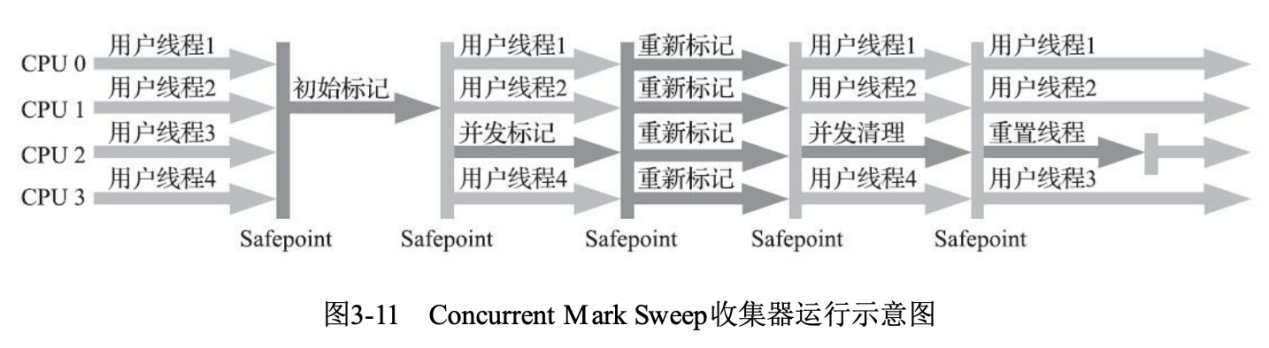 用户线程1 用户线程1 重新标记 用户线程1 用户线程1
CPU 0
用户线程2 初始标记 用户线程2 重新标记 用户线程2 用户线程2
CPU 1
用户线程3 并发标记 重新标记 并发清理 重置线程
CPU 2
用户线程4 用户线程4 重新标记 用户线程4 用户线程3
CPU 3
Safepoint Safepoint Safepoint Safepoint Safepoint
图3-11 Concurrent Mark Sweep收集器运行示意图